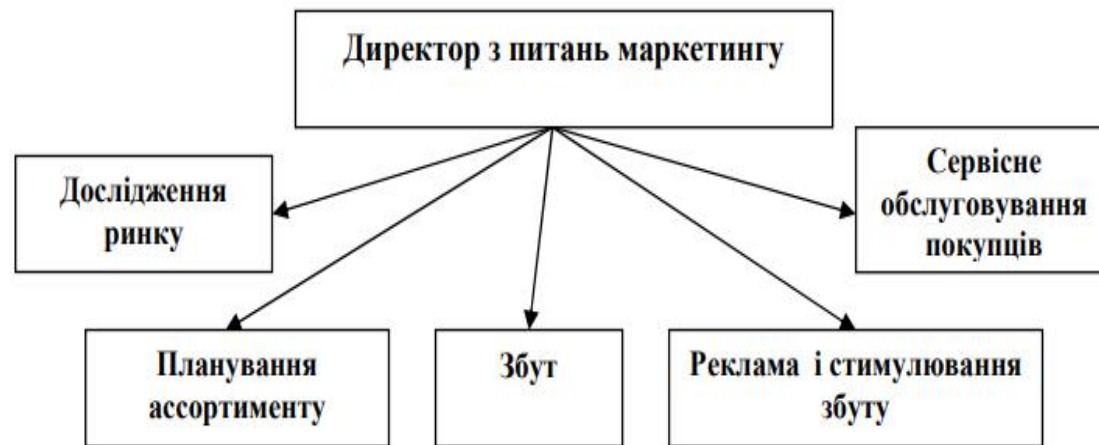 Директор з питань маркетингу
Дослідження
ринку
Сервісне
обслуговування
покупців
Планування
ассортименту
Збут
Реклама і стимулювання
збуту